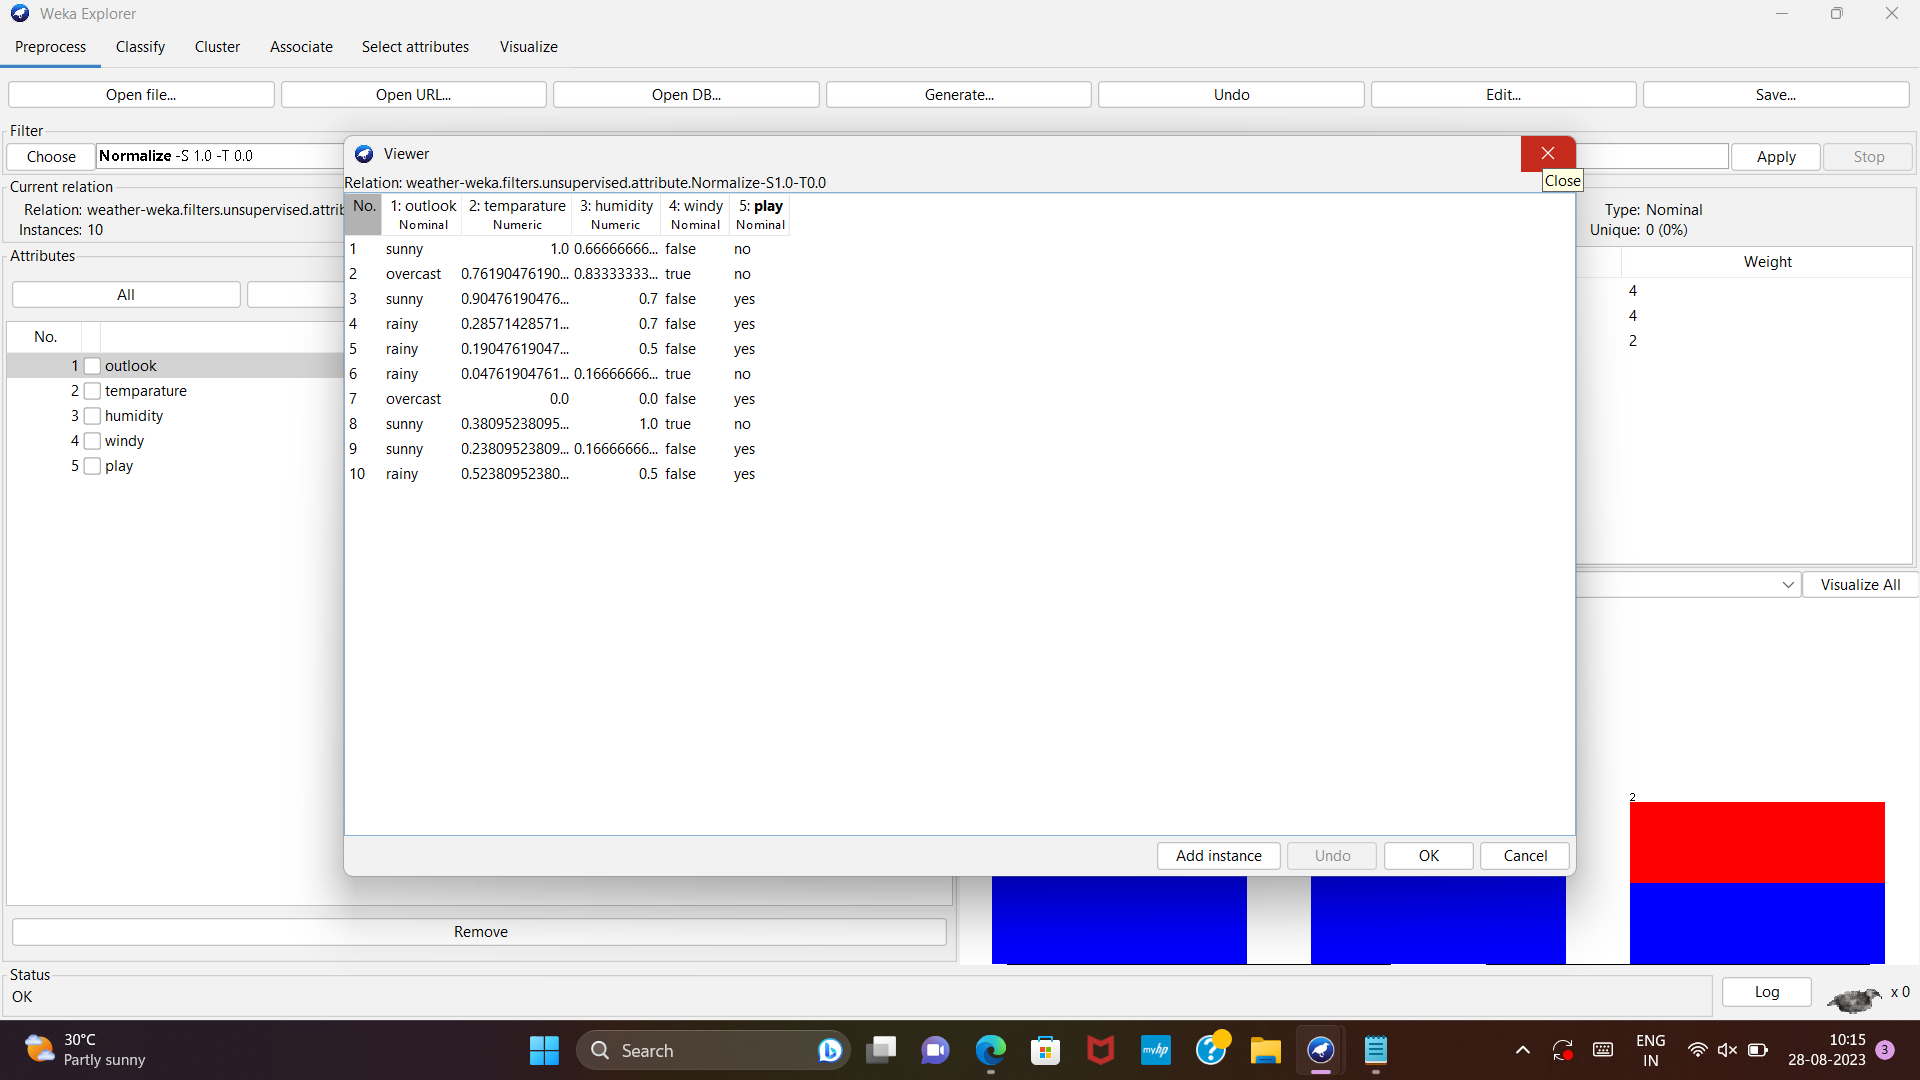 Weka Explorer
Preprocess Classify Cluster Associate Select attributes Visualize
Open file... Open URL... Open DB... Generate... Undo Edit... Save...
Filter
Choose Normalize -S 1.0 -T 0.0 Apply Stop
Viewer
Close
Relation: weather-weka.filters.unsupervised.attribute.Normalize-S1.0-T0.0
Current relation
Relation: weather-weka.filters.unsupervised.attrib
Instances: 10
Type: Nominal
Unique: 0 (0%)
Attributes
All
No.
1 outlook
2 temparature
3 humidity
4 windy
5 play
No. 1: outlook 2: temparature 3: humidity 4: windy 5: play
Nominal Numeric Numeric Nominal Nominal
1 sunny 1.0 0.66666666... false no
2 overcast 0.76190476190... 0.83333333... true no
3 sunny 0.90476190476... 0.7 false yes
4 rainy 0.28571428571... 0.7 false yes
5 rainy 0.19047619047... 0.5 false yes
6 rainy 0.04761904761... 0.16666666... true no
7 overcast 0.0 0.0 false yes
8 sunny 0.38095238095... 1.0 true no
9 sunny 0.23809523809... 0.16666666... false yes
10 rainy 0.52380952380... 0.5 false yes
Weight
4
4
2
Visualize All
2
Add instance Undo OK Cancel
Remove
Status
OK
Log x 0
30°C
Partly sunny
Search
myhp
ENG
IN
10:15
28-08-2023
3